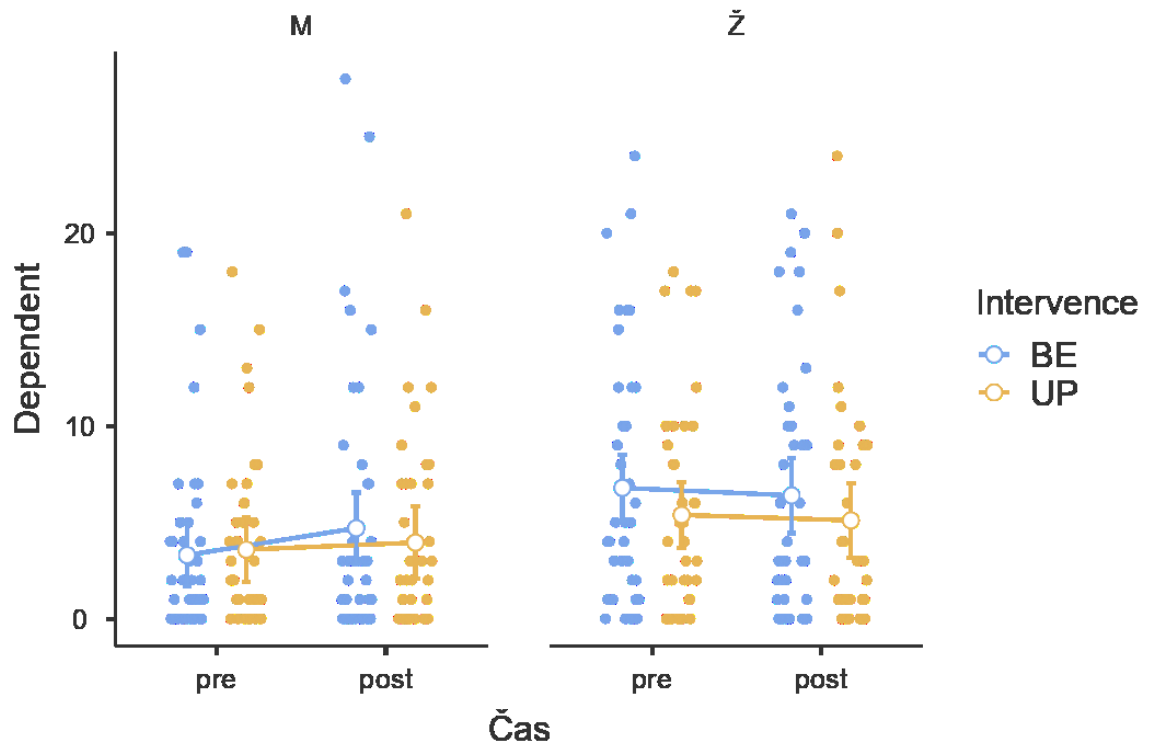 M
Ž
20
10
0
Dependent
pre
post
pre
post
Čas
Intervence
BE
UP